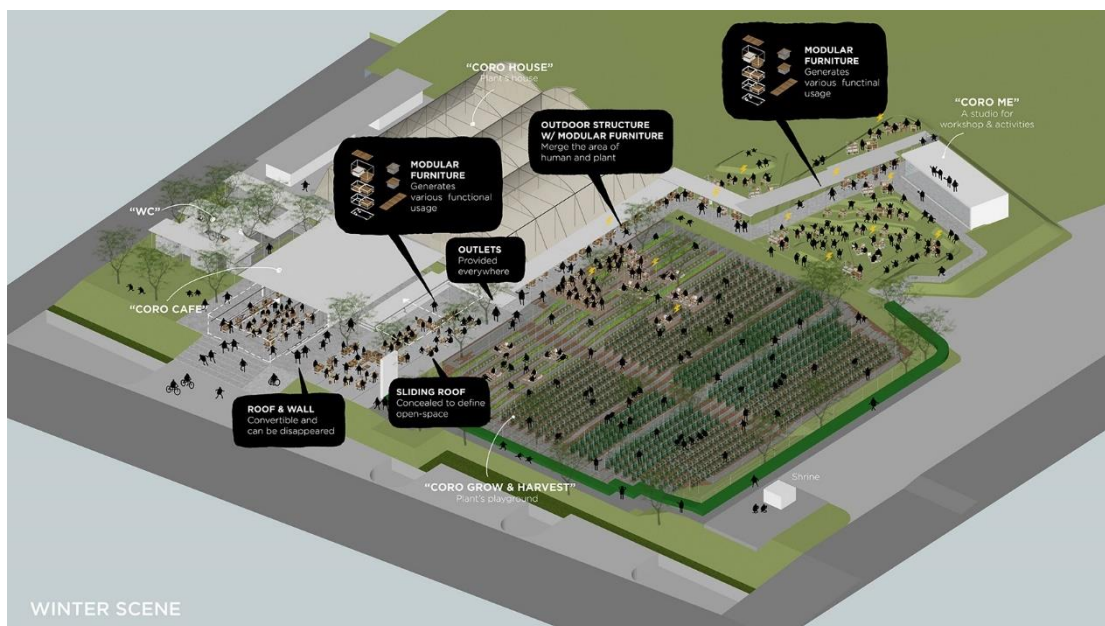 "CORO HOUSE"
Plant's house
MODULAR
FURNITURE
Generates
various functinal
usage
"CORO ME"
A studio for
workshop & activities
OUTDOOR STRUCTURE
W/ MODULAR FURNITURE
Merge the area of
human and plant
MODULAR
FURNITURE
Generates
various functional
usage
"WC"
OUTLETS
Provided
everywhere
"CORO CAFE"
ROOF & WALL
Convertible and
can be disappeared
SLIDING ROOF
Concealed to define
open-space
"CORO GROW & HARVEST"
Plant's playground
Shrine
WINTER SCENE